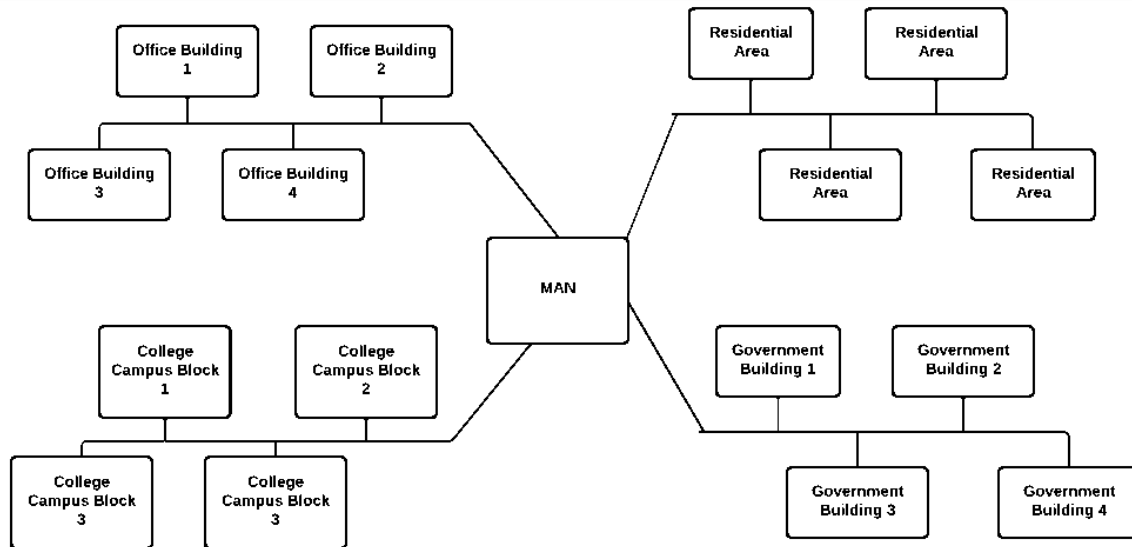 Office Building
1
Office Building
2
Office Building
3
Office Building
4
Residential
Area
Residential
Area
Residential
Area
Residential
Area
MAN
College
Campus Block
1
College
Campus Block
2
College
Campus Block
3
College
Campus Block
3
Government
Building 1
Government
Building 2
Government
Building 3
Government
Building 4